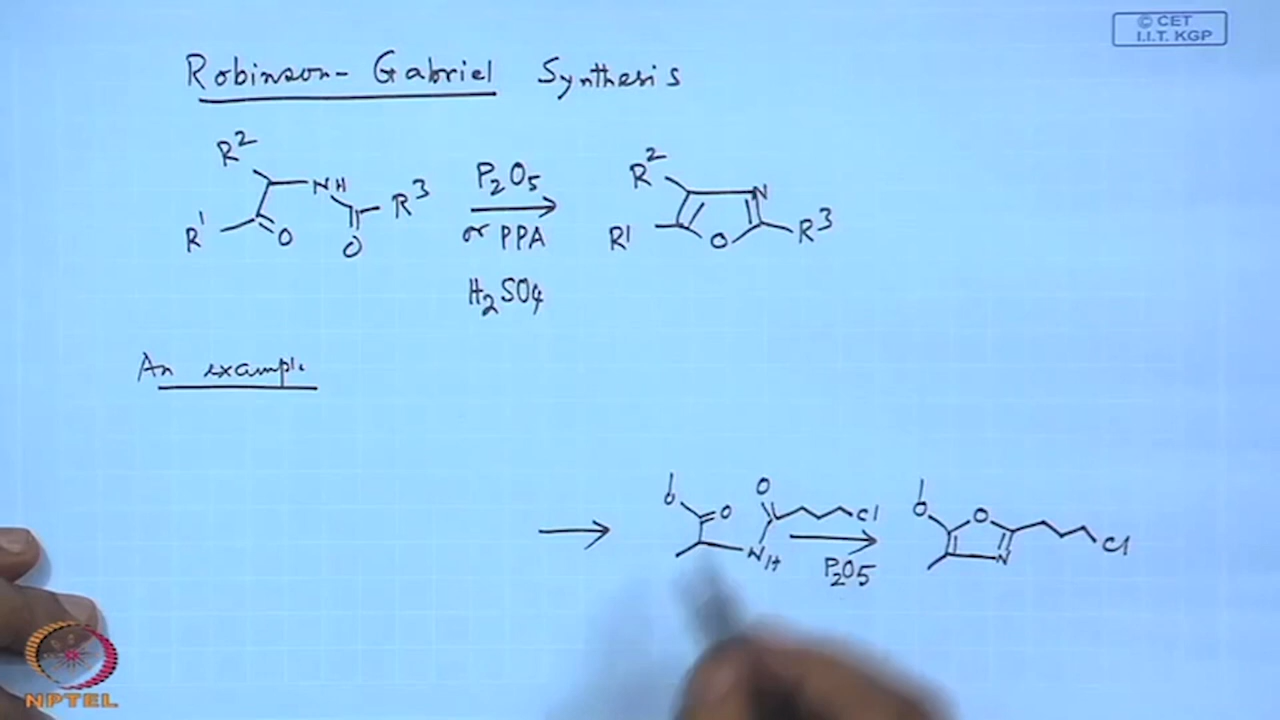 © CET
I.I.T. KGP
Robinson-Gabriel Synthesis
R² NH R³ R¹ O O
P₂O₅
or PPA
H₂SO₄
R² N R¹ O R³
An example
O O NH O Cl
P₂O₅
O O N Cl
NPTEL